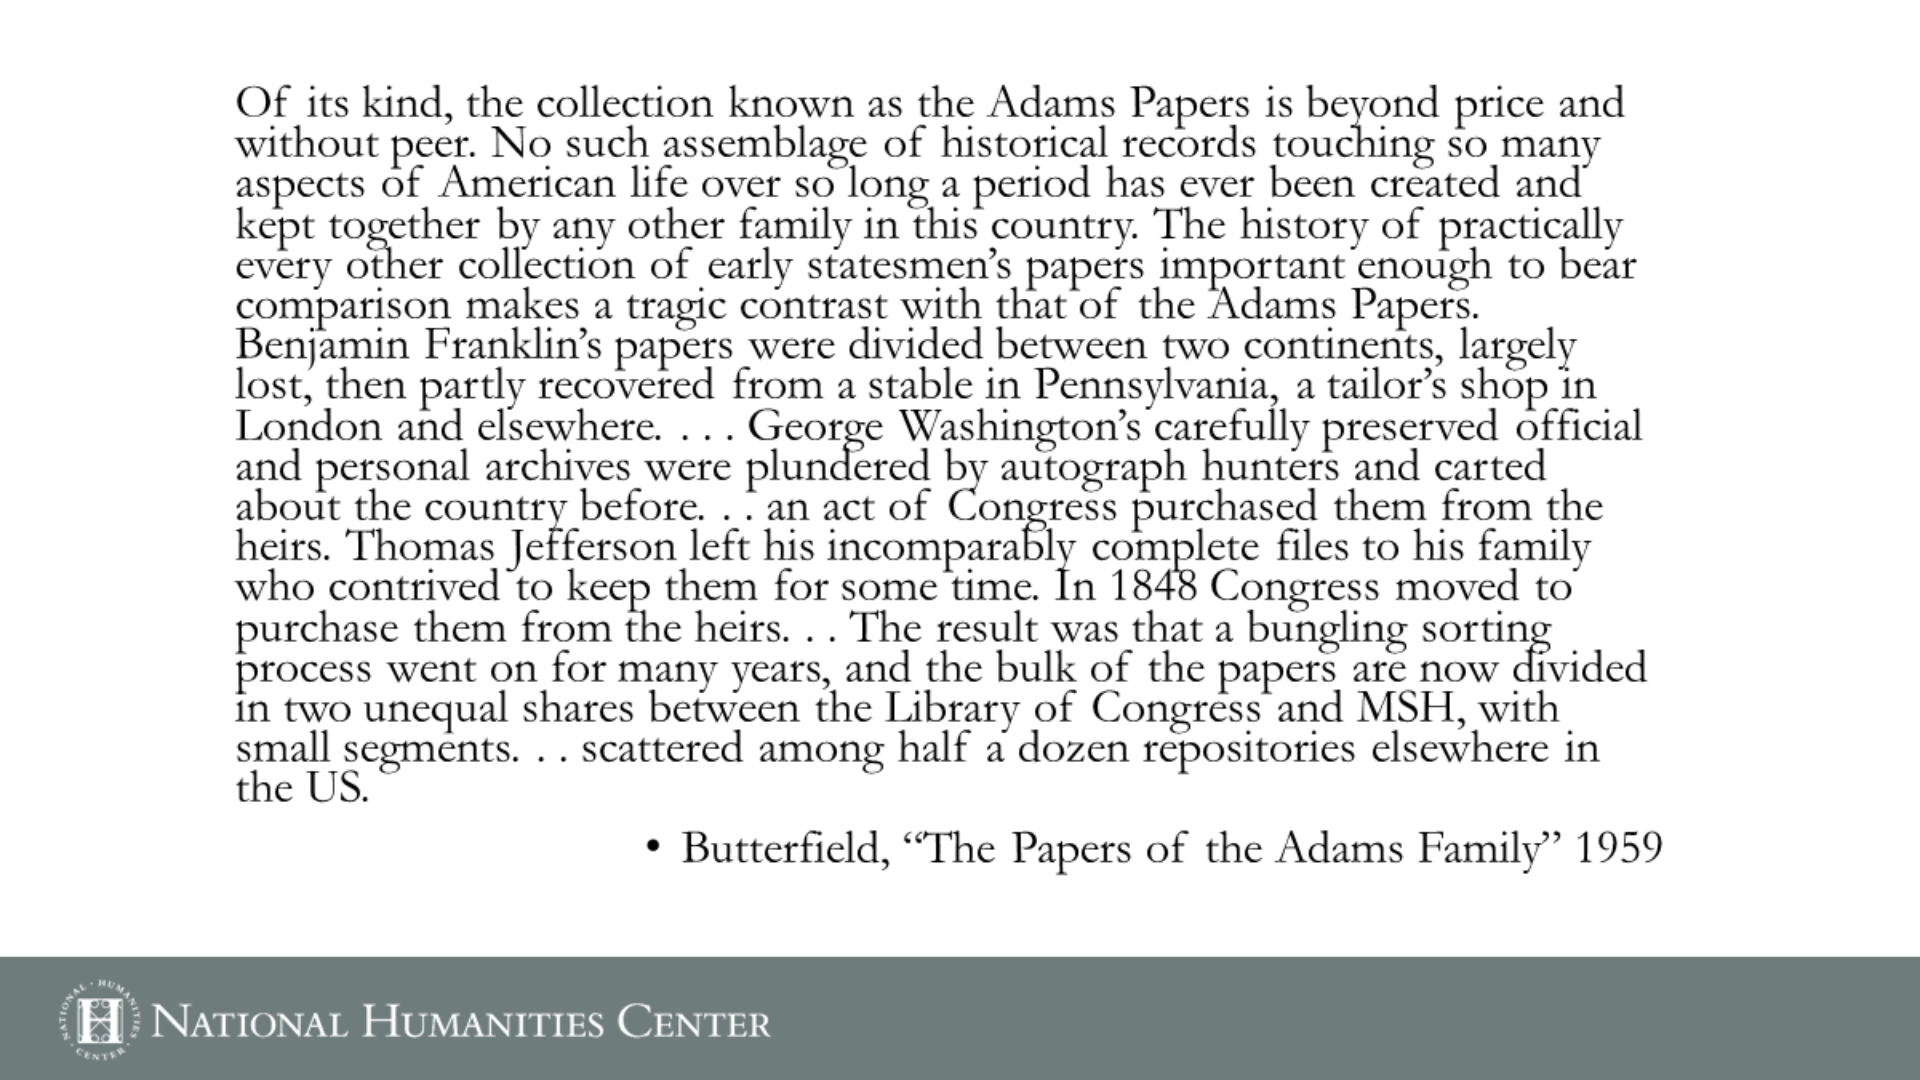 Of its kind, the collection known as the Adams Papers is beyond price and
without peer. No such assemblage of historical records touching so many
aspects of American life over so long a period has ever been created and
kept together by any other family in this country. The history of practically
every other collection of early statesmen’s papers important enough to bear
comparison makes a tragic contrast with that of the Adams Papers.
Benjamin Franklin’s papers were divided between two continents, largely
lost, then partly recovered from a stable in Pennsylvania, a tailor’s shop in
London and elsewhere. . . . George Washington’s carefully preserved official
and personal archives were plundered by autograph hunters and carted
about the country before. . . an act of Congress purchased them from the
heirs. Thomas Jefferson left his incomparably complete files to his family
who contrived to keep them for some time. In 1848 Congress moved to
purchase them from the heirs. . . The result was that a bungling sorting
process went on for many years, and the bulk of the papers are now divided
in two unequal shares between the Library of Congress and MSH, with
small segments. . . scattered among half a dozen repositories elsewhere in
the US.
• Butterfield, “The Papers of the Adams Family” 1959
NATIONAL · HUMANITIES · CENTER ·
H
NATIONAL HUMANITIES CENTER